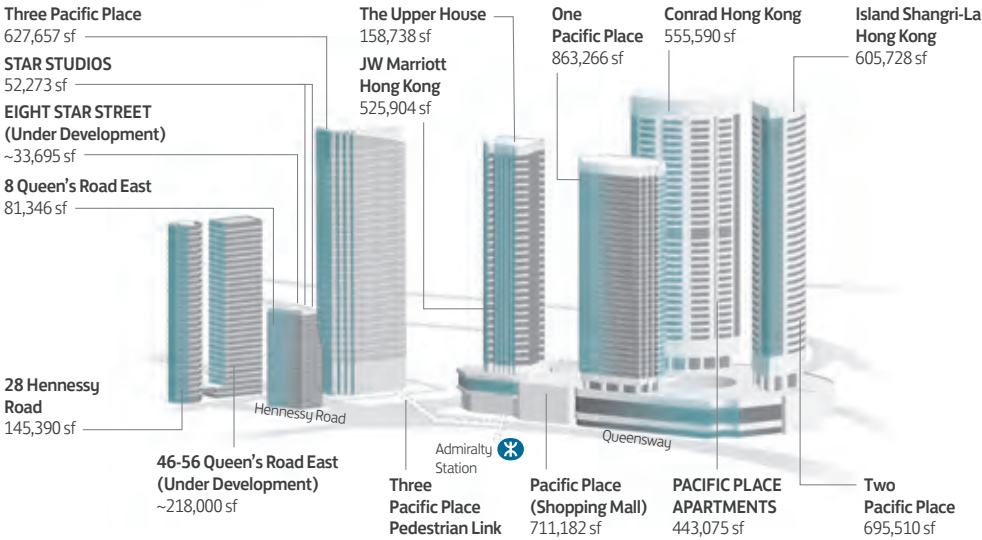 Three Pacific Place
627,657 sf
STAR STUDIOS
52,273 sf
EIGHT STAR STREET
(Under Development)
~33,695 sf
8 Queen's Road East
81,346 sf
The Upper House
158,738 sf
JW Marriott
Hong Kong
525,904 sf
One
Pacific Place
863,266 sf
Conrad Hong Kong
555,590 sf
Island Shangri-La
Hong Kong
605,728 sf
28 Hennessy
Road
145,390 sf
Hennessy Road
46-56 Queen's Road East
(Under Development)
~218,000 sf
Admiralty
Station
Queensway
Three
Pacific Place
Pedestrian Link
Pacific Place
(Shopping Mall)
711,182 sf
PACIFIC PLACE
APARTMENTS
443,075 sf
Two
Pacific Place
695,510 sf